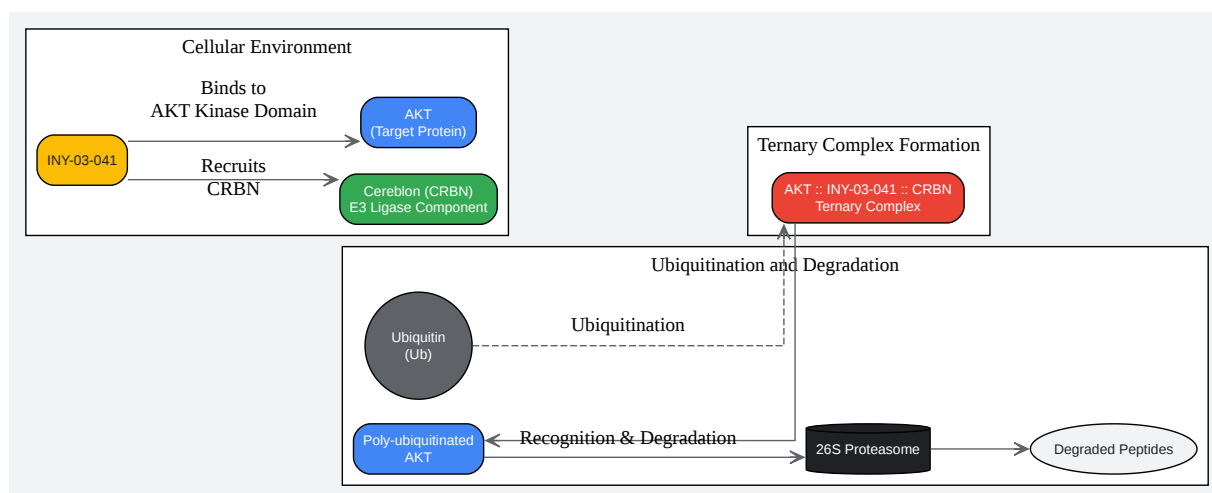 Cellular Environment
Binds to
AKT Kinase Domain
AKT
(Target Protein)
INY-03-041
Recruits
CRBN
Cereblon (CRBN)
E3 Ligase Component
Ternary Complex Formation
AKT :: INY-03-041 :: CRBN
Ternary Complex
Ubiquitination and Degradation
Ubiquitin
(Ub)
Ubiquitination
Poly-ubiquitinated
AKT
Recognition & Degradation
26S Proteasome
Degraded Peptides